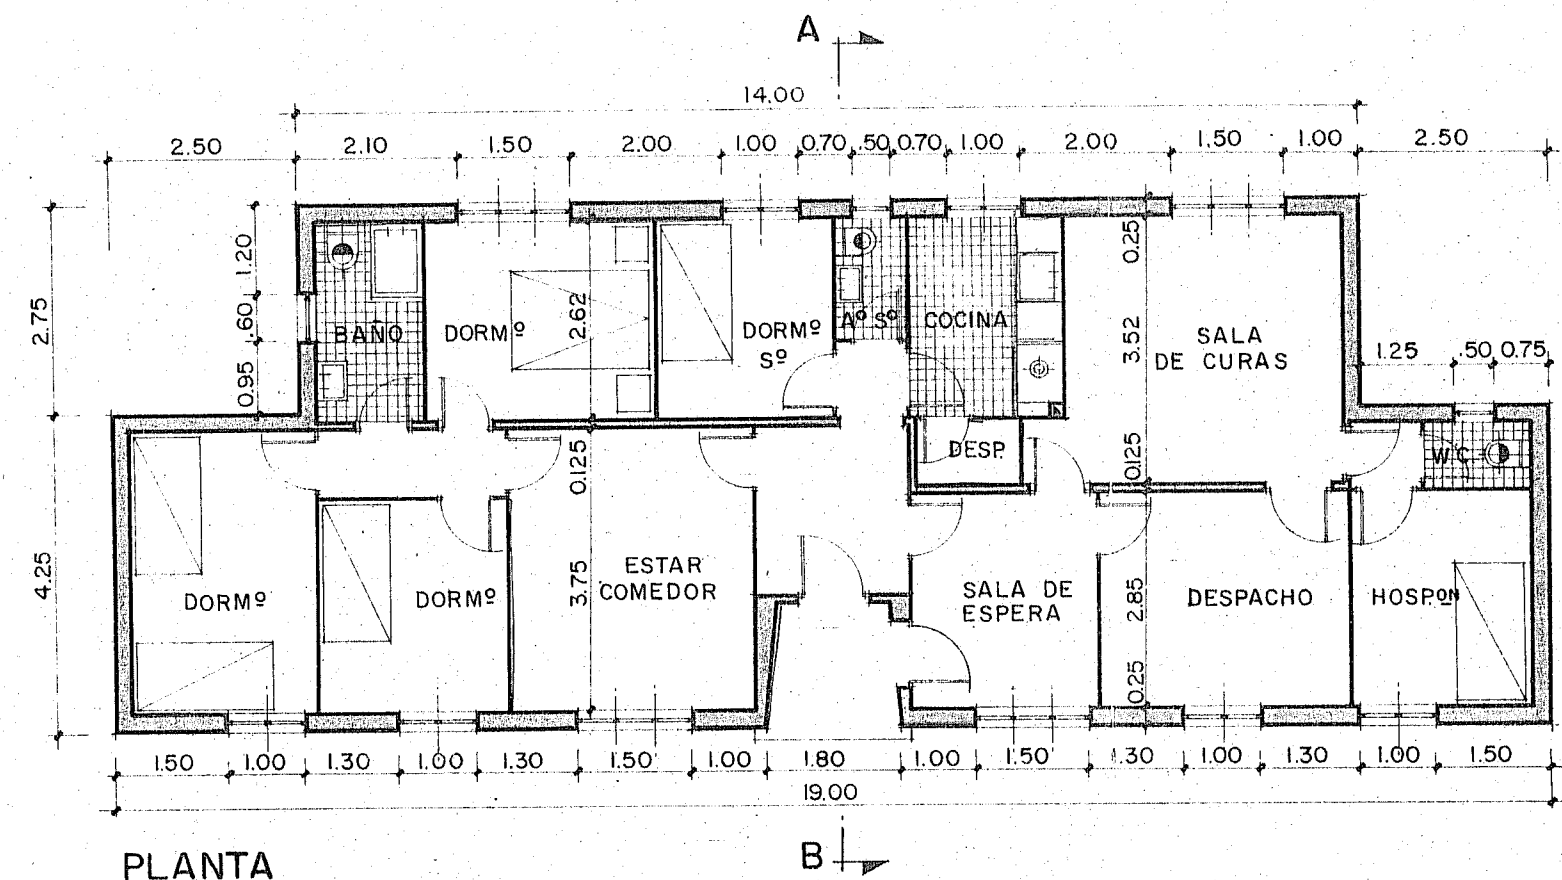 A
14.00
2.50 2.10 1.50 2.00 1.00 0.70 .50 0.70 1.00 2.00 1.50 1.00 2.50
2.75
1.20
.60
0.95
BAÑO
DORMº
2.62
DORMº
Sº
Aº Sº
COCINA
0.25
3.52
SALA
DE CURAS
1.25 .50 0.75
4.25
0.125
DESP.
0.125
W C
DORMº
DORMº
3.75
ESTAR
COMEDOR
SALA DE
ESPERA
2.85
0.25
DESPACHO
HOSPºN
1.50 1.00 1.30 1.00 1.30 1.50 1.00 1.80 1.00 1.50 1.30 1.00 1.30 1.00 1.50
19.00
B
PLANTA